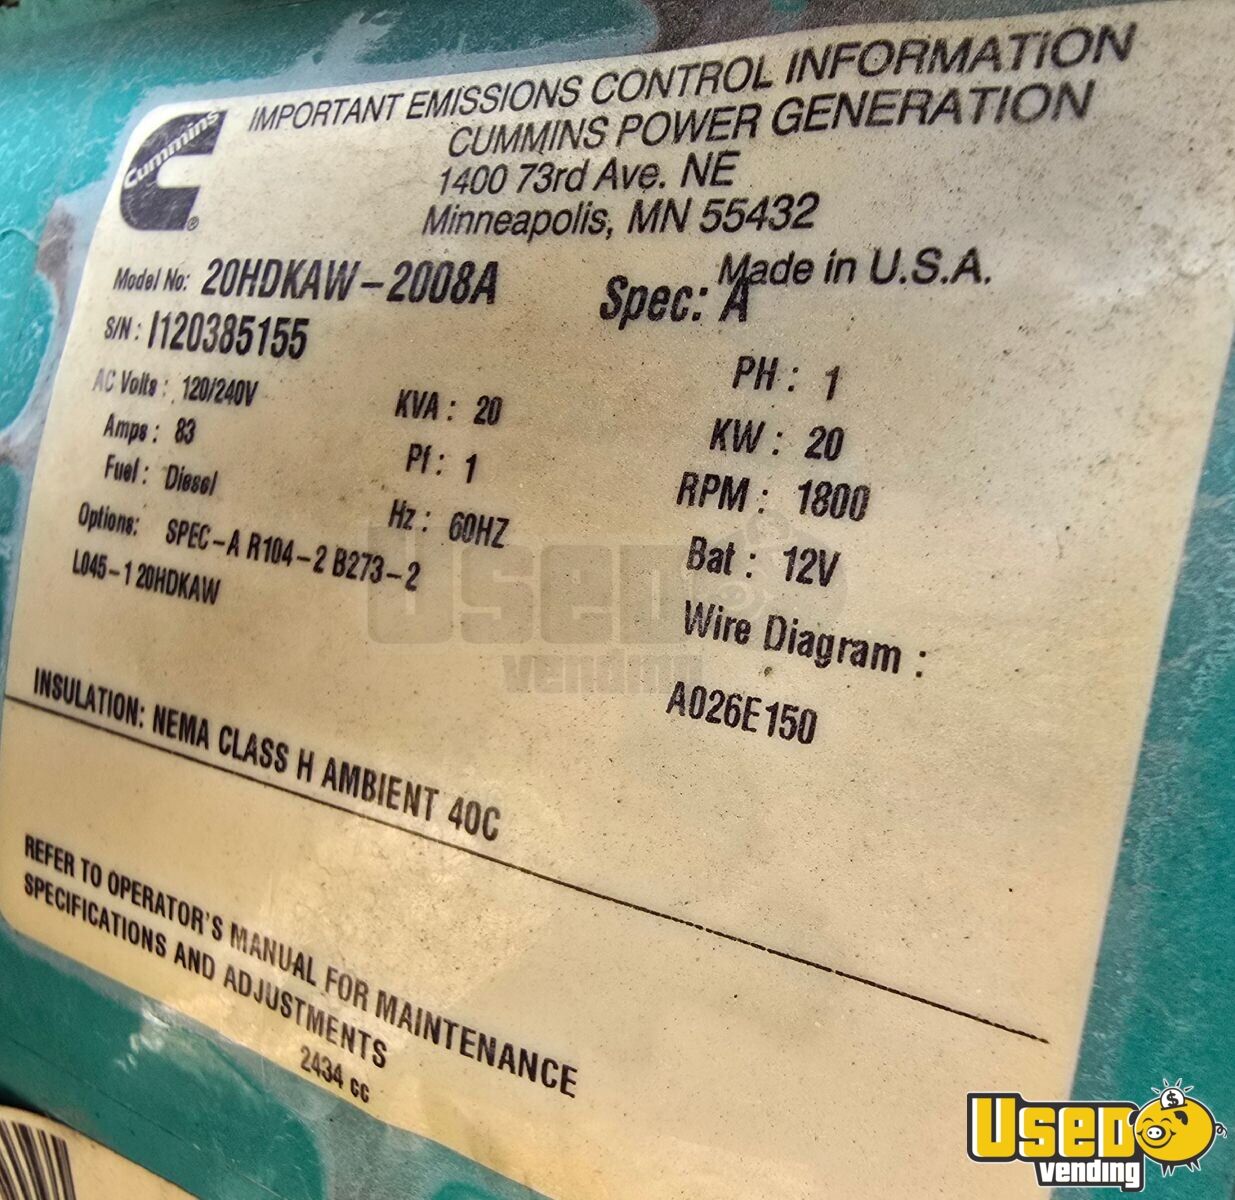 Cummins
IMPORTANT EMISSIONS CONTROL INFORMATION
CUMMINS POWER GENERATION
1400 73rd Ave. NE
Minneapolis, MN 55432
Made in U.S.A.
Model No: 20HDKAW-2008A Spec: A
S/N: I120385155
AC Volts: 120/240V KVA: 20 PH: 1
Amps: 83 Pf: 1 KW: 20
Fuel: Diesel Hz: 60HZ RPM: 1800
Options: SPEC-A R104-2 B273-2 Bat: 12V
L045-1 20HDKAW Wire Diagram:
A026E150
INSULATION: NEMA CLASS H AMBIENT 40C
REFER TO OPERATOR'S MANUAL FOR MAINTENANCE
SPECIFICATIONS AND ADJUSTMENTS
2434 cc
USED
vending
USED
vending